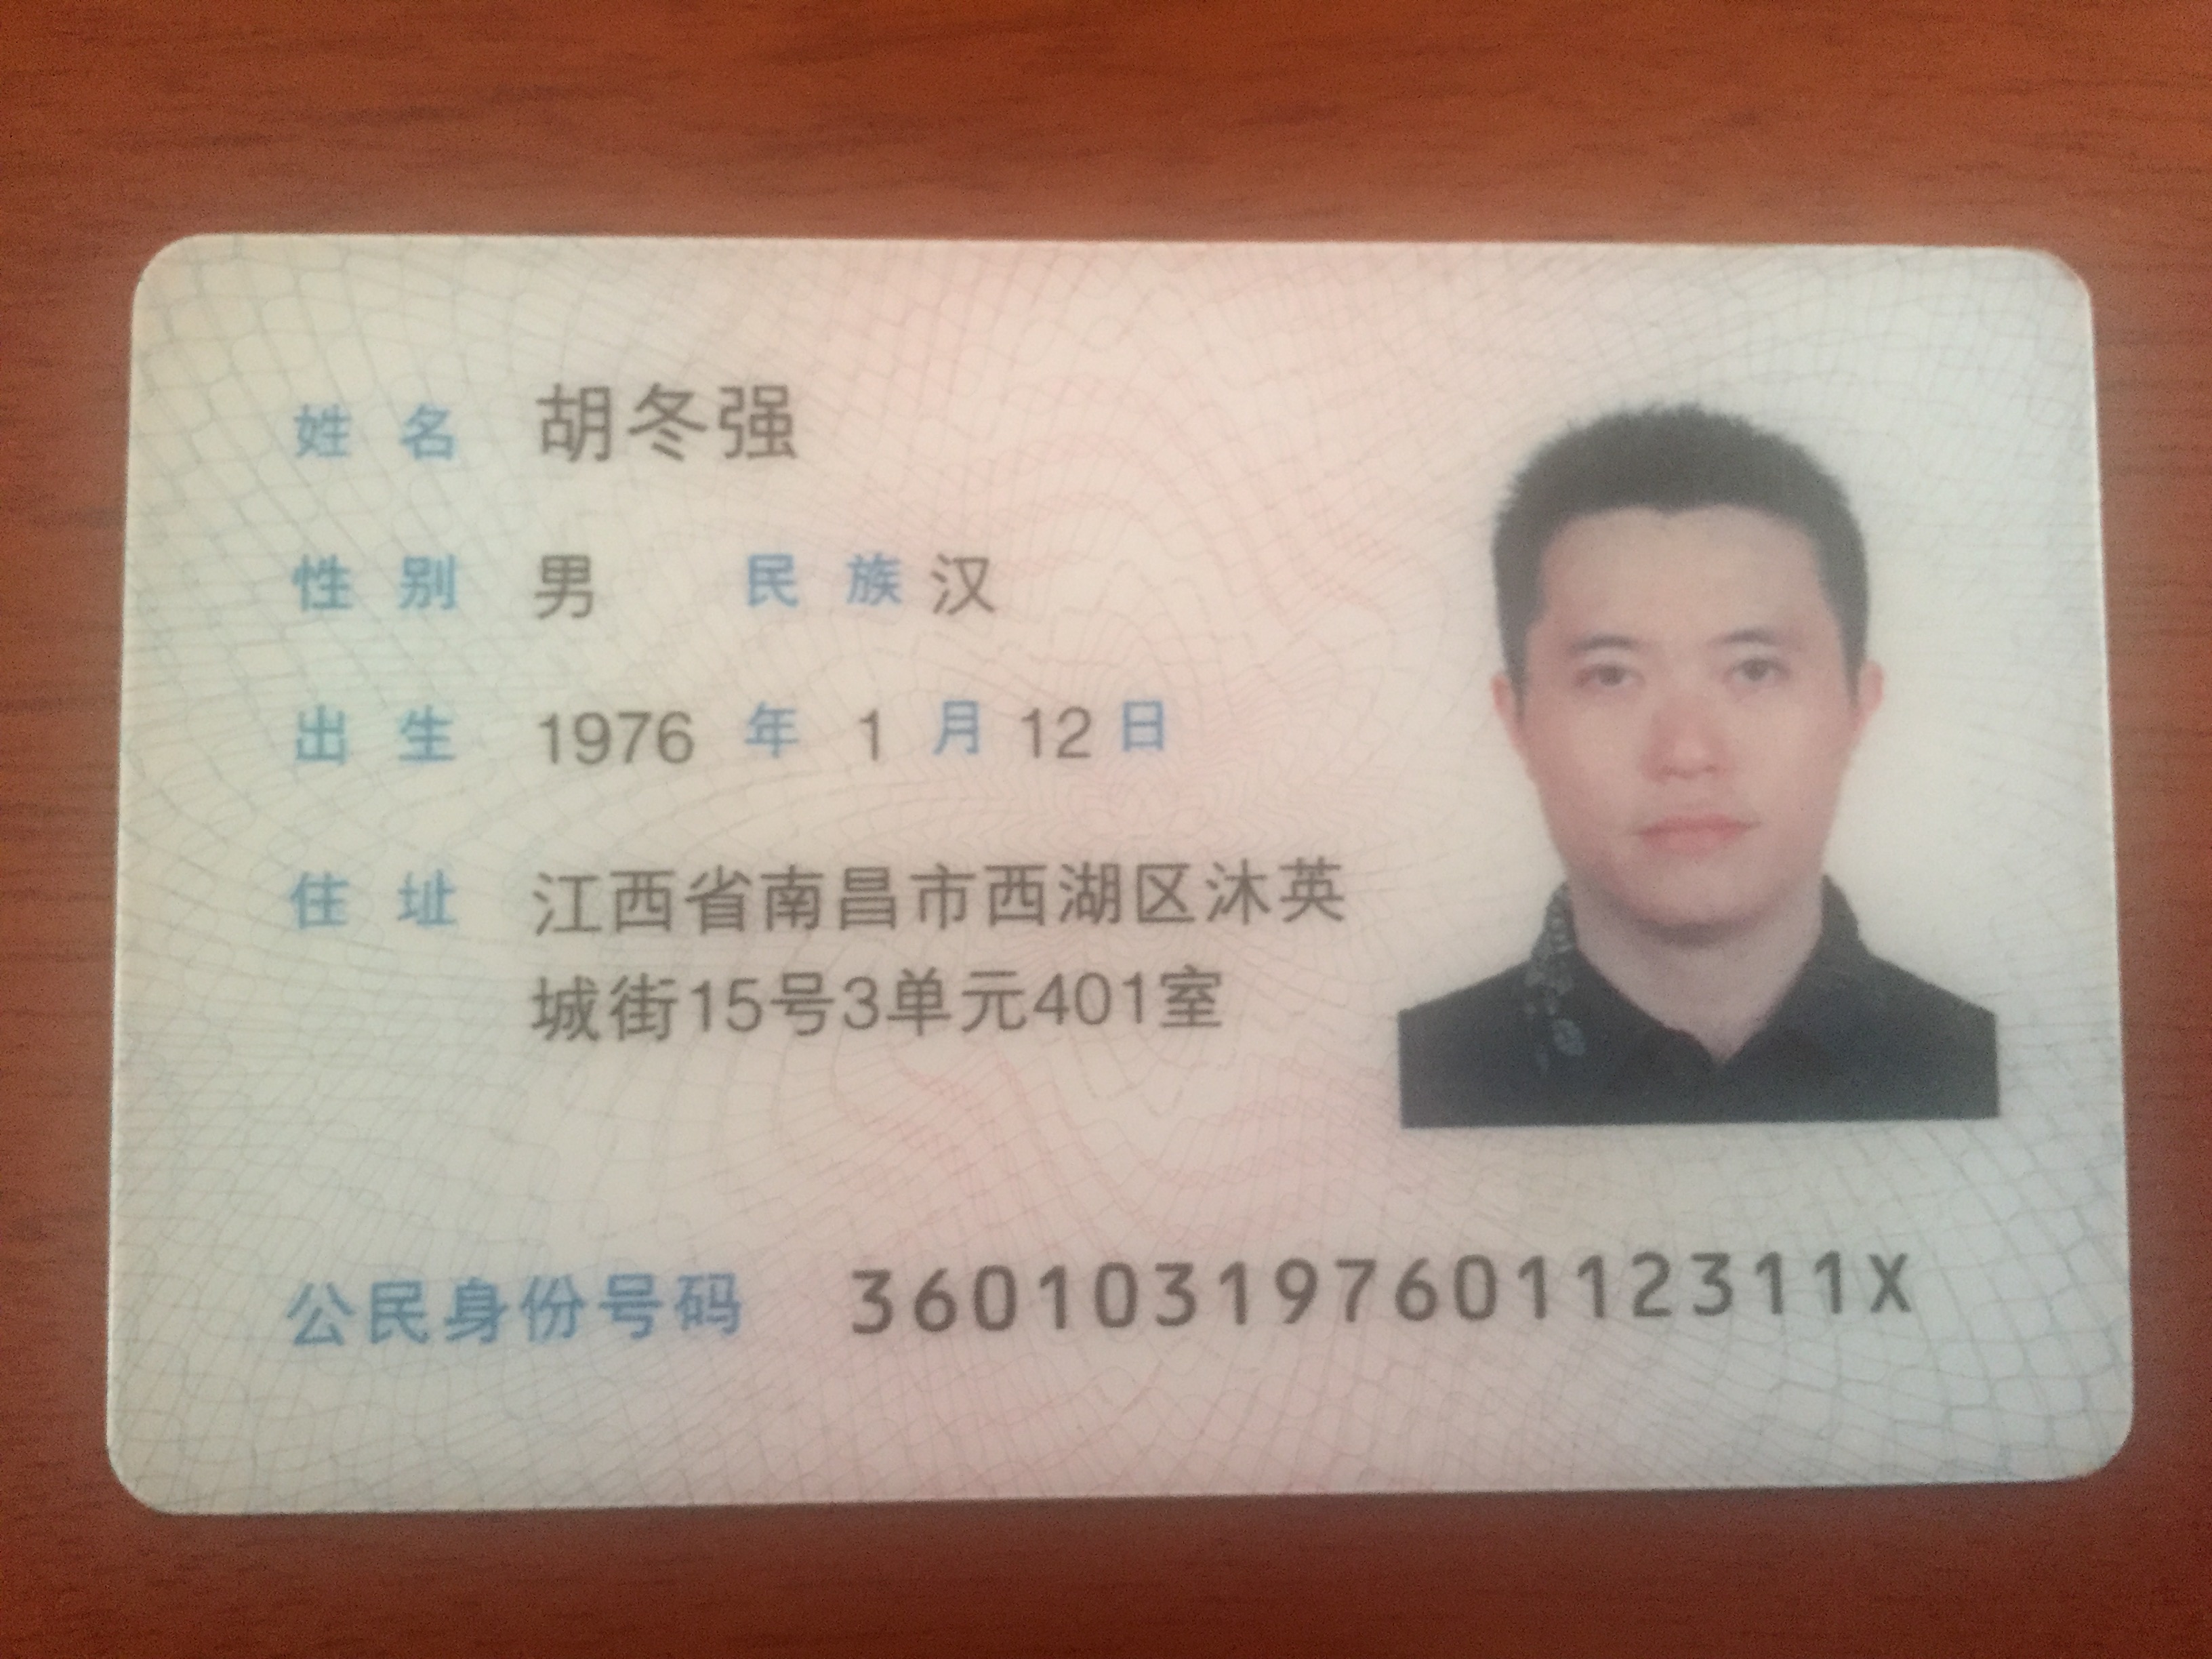 姓名 胡冬强
性别 男 民族 汉
出生 1976 年 1 月 12 日
住址 江西省南昌市西湖区沐英
城街15号3单元401室
公民身份号码 36010319760112311X